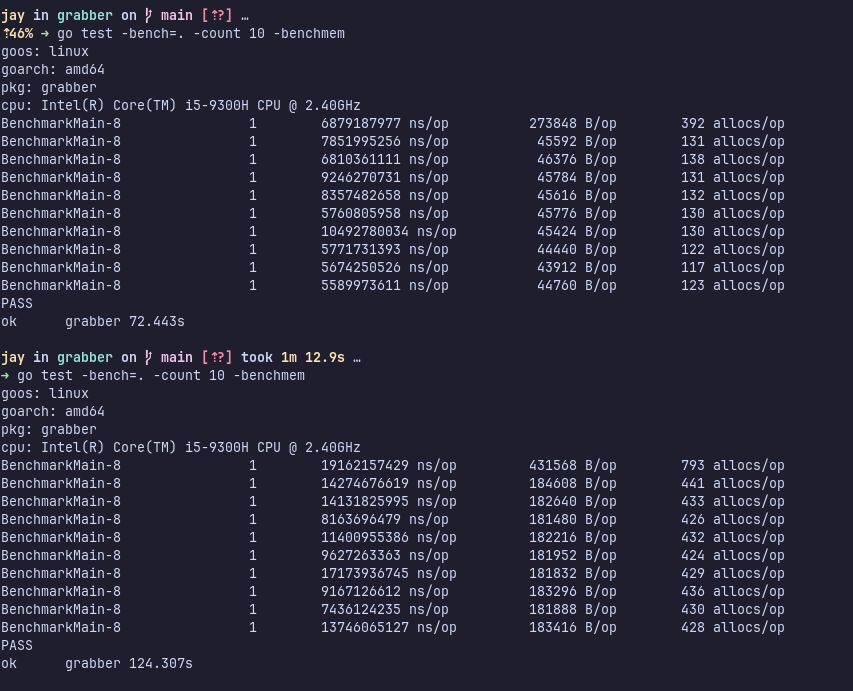 jay in grabber on main [⇡?] …
⇡46% → go test -bench=. -count 10 -benchmem
goos: linux
goarch: amd64
pkg: grabber
cpu: Intel(R) Core(TM) i5-9300H CPU @ 2.40GHz
BenchmarkMain-8 1 6879187977 ns/op 273848 B/op 392 allocs/op
BenchmarkMain-8 1 7851995256 ns/op 45592 B/op 131 allocs/op
BenchmarkMain-8 1 6810361111 ns/op 46376 B/op 138 allocs/op
BenchmarkMain-8 1 9246270731 ns/op 45784 B/op 131 allocs/op
BenchmarkMain-8 1 8357482658 ns/op 45616 B/op 132 allocs/op
BenchmarkMain-8 1 5760805958 ns/op 45776 B/op 130 allocs/op
BenchmarkMain-8 1 10492780034 ns/op 45424 B/op 130 allocs/op
BenchmarkMain-8 1 5771731393 ns/op 44440 B/op 122 allocs/op
BenchmarkMain-8 1 5674250526 ns/op 43912 B/op 117 allocs/op
BenchmarkMain-8 1 5589973611 ns/op 44760 B/op 123 allocs/op
PASS
ok grabber 72.443s
jay in grabber on main [⇡?] took 1m 12.9s …
→ go test -bench=. -count 10 -benchmem
goos: linux
goarch: amd64
pkg: grabber
cpu: Intel(R) Core(TM) i5-9300H CPU @ 2.40GHz
BenchmarkMain-8 1 19162157429 ns/op 431568 B/op 793 allocs/op
BenchmarkMain-8 1 14274676619 ns/op 184608 B/op 441 allocs/op
BenchmarkMain-8 1 14131825995 ns/op 182640 B/op 433 allocs/op
BenchmarkMain-8 1 8163696479 ns/op 181480 B/op 426 allocs/op
BenchmarkMain-8 1 11400955386 ns/op 182216 B/op 432 allocs/op
BenchmarkMain-8 1 9627263363 ns/op 181952 B/op 424 allocs/op
BenchmarkMain-8 1 17173936745 ns/op 181832 B/op 429 allocs/op
BenchmarkMain-8 1 9167126612 ns/op 183296 B/op 436 allocs/op
BenchmarkMain-8 1 7436124235 ns/op 181888 B/op 430 allocs/op
BenchmarkMain-8 1 13746065127 ns/op 183416 B/op 428 allocs/op
PASS
ok grabber 124.307s